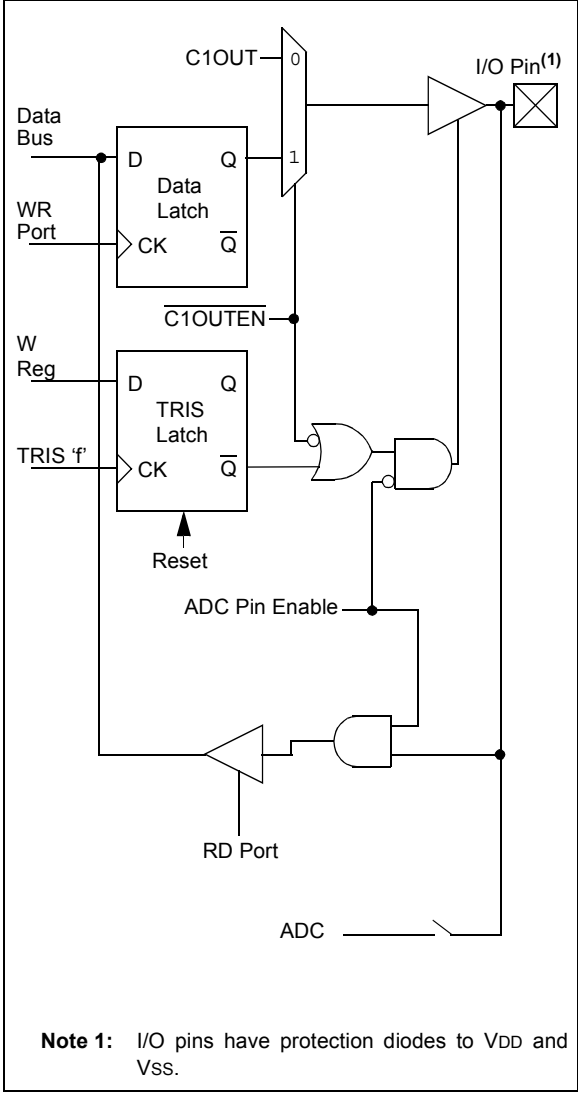 C1OUT
0
I/O Pin(1)
Data
Bus
D
Q
1
Data
Latch
WR
Port
CK
Q̅
C̅1̅O̅U̅T̅E̅N̅
W
Reg
D
Q
TRIS
Latch
TRIS ‘f’
CK
Q̅
Reset
ADC Pin Enable
RD Port
ADC
Note 1: I/O pins have protection diodes to VDD and
VSS.